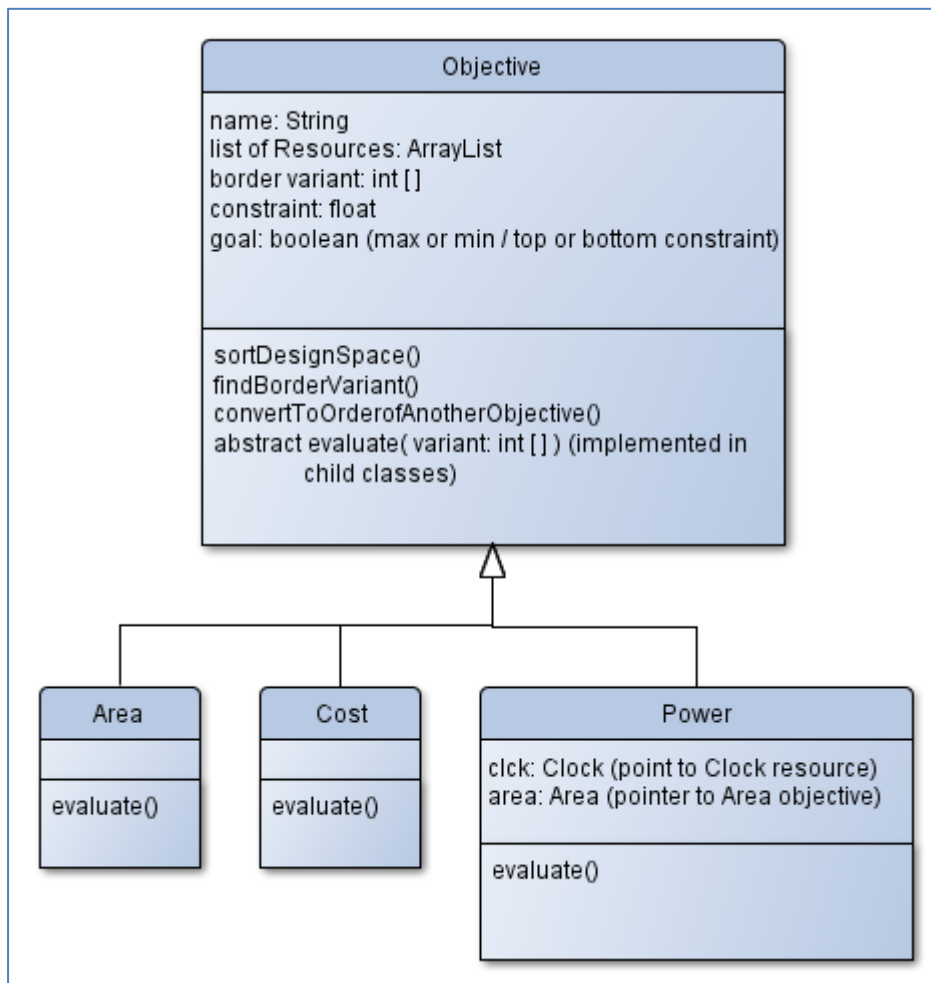 Objective
name: String
list of Resources: ArrayList
border variant: int [ ]
constraint: float
goal: boolean (max or min / top or bottom constraint)
sortDesignSpace()
findBorderVariant()
convertToOrderofAnotherObjective()
abstract evaluate( variant: int [ ] ) (implemented in
child classes)
Area
evaluate()
Cost
evaluate()
Power
clck: Clock (point to Clock resource)
area: Area (pointer to Area objective)
evaluate()